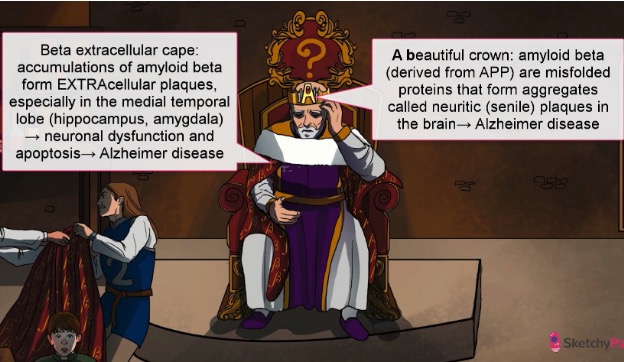 Beta extracellular cape:
accumulations of amyloid beta
form EXTRAcellular plaques,
especially in the medial temporal
lobe (hippocampus, amygdala)
→ neuronal dysfunction and
apoptosis→ Alzheimer disease
A beautiful crown: amyloid beta
(derived from APP) are misfolded
proteins that form aggregates
called neuritic (senile) plaques in
the brain→ Alzheimer disease
?
A
2
SketchyP